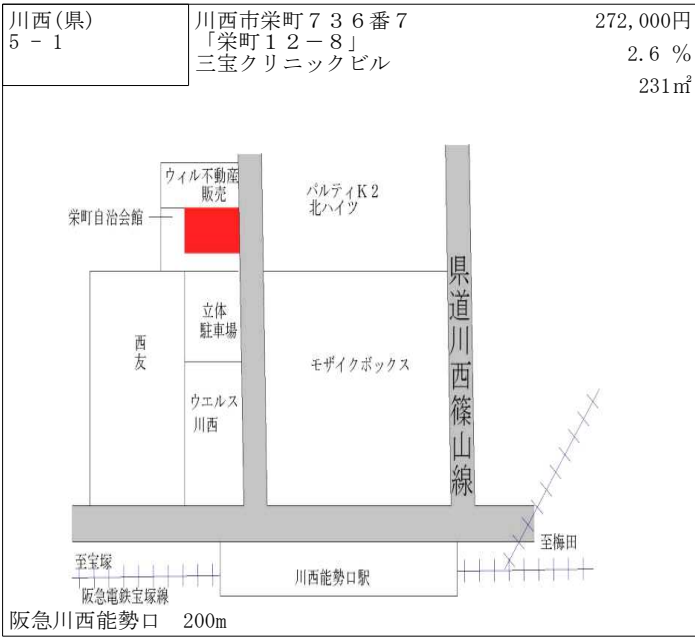 川西(県)
5 - 1
川西市栄町７３６番７
「栄町１２－８」
三宝クリニックビル
272,000円
2.6 %
231㎡
ウィル不動産
販売
栄町自治会館
パルティK２
北ハイツ
立体
駐車場
西友
モザイクボックス
ウエルス
川西
県道川西篠山線
至宝塚
至梅田
阪急電鉄宝塚線
川西能勢口駅
阪急川西能勢口 200m